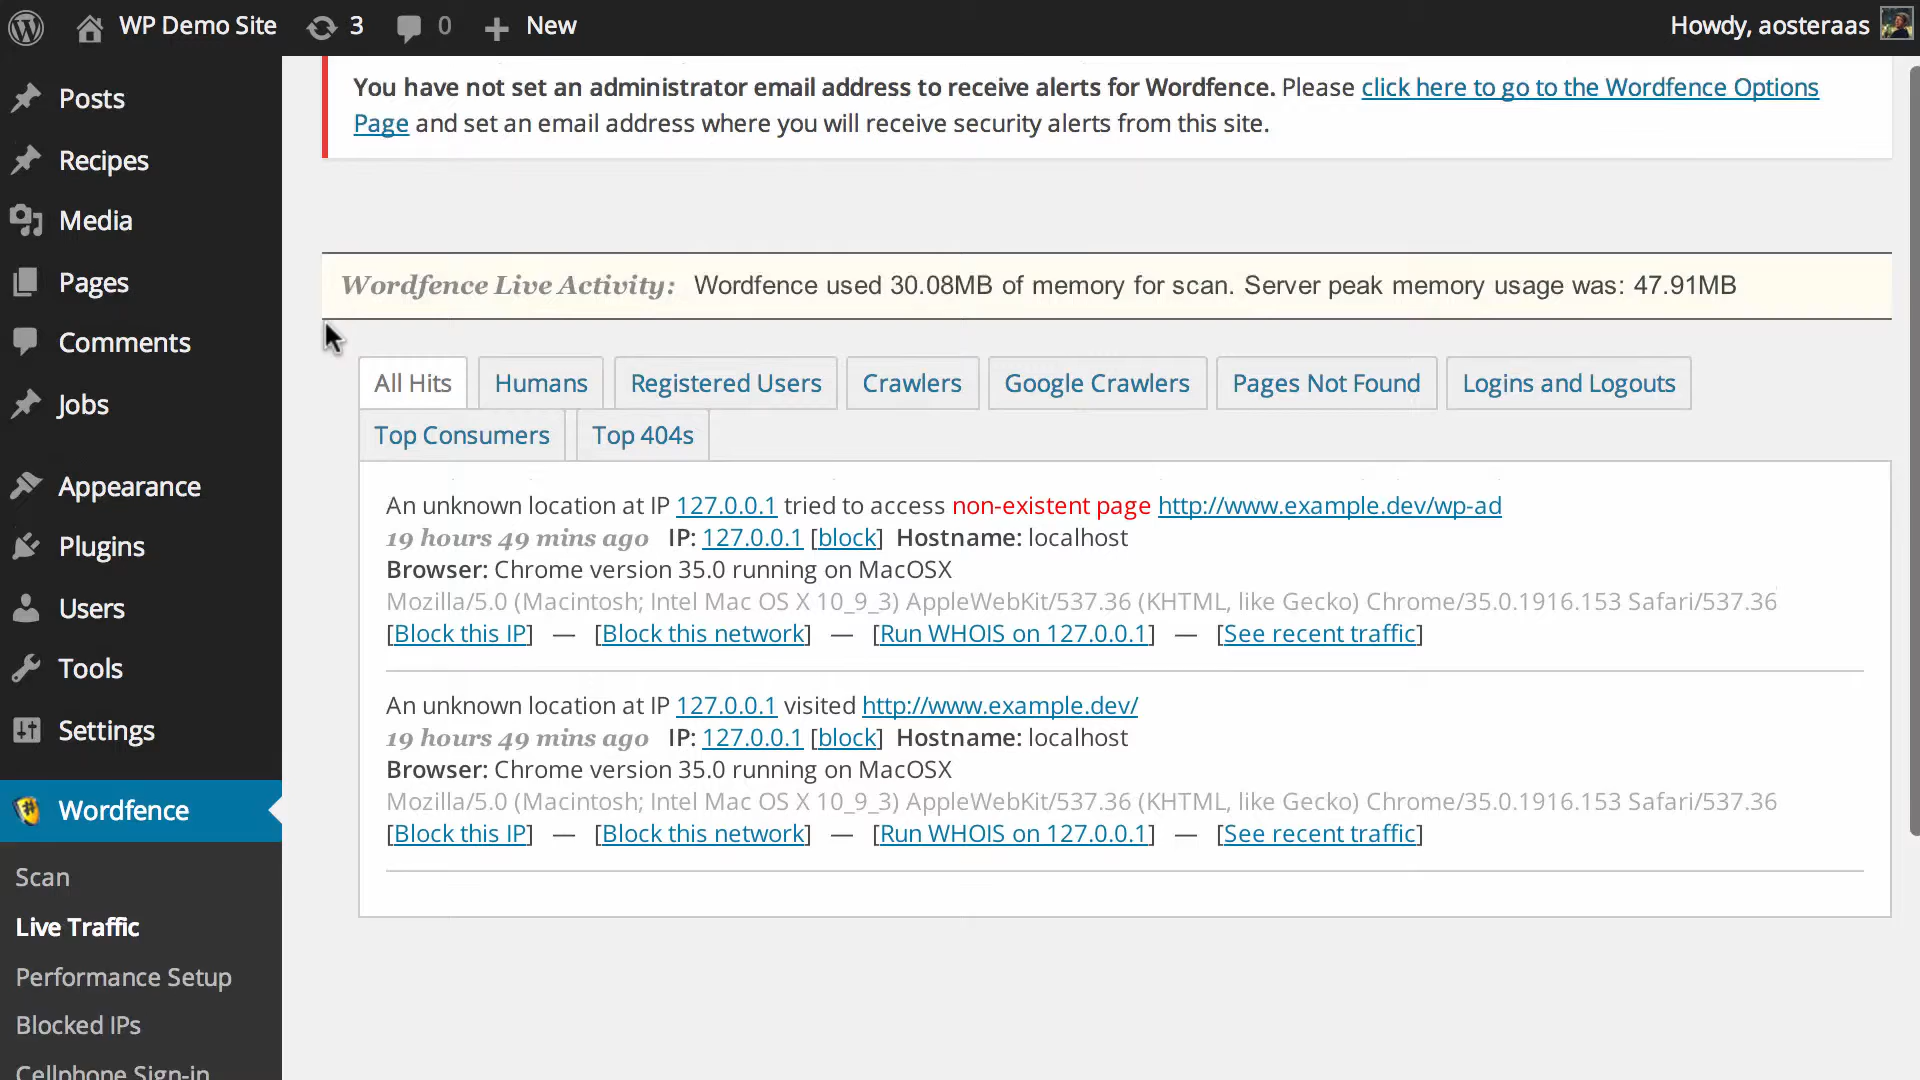 WP Demo Site 3 0 New Howdy, aosteraas
Posts
Recipes
Media
Pages
Comments
Jobs
Appearance
Plugins
Users
Tools
Settings
Wordfence
Scan
Live Traffic
Performance Setup
Blocked IPs
Cellphone Sign-in
You have not set an administrator email address to receive alerts for Wordfence. Please click here to go to the Wordfence Options
Page and set an email address where you will receive security alerts from this site.
Wordfence Live Activity: Wordfence used 30.08MB of memory for scan. Server peak memory usage was: 47.91MB
All Hits Humans Registered Users Crawlers Google Crawlers Pages Not Found Logins and Logouts
Top Consumers Top 404s
An unknown location at IP 127.0.0.1 tried to access non-existent page http://www.example.dev/wp-ad
19 hours 49 mins ago IP: 127.0.0.1 [block] Hostname: localhost
Browser: Chrome version 35.0 running on MacOSX
Mozilla/5.0 (Macintosh; Intel Mac OS X 10_9_3) AppleWebKit/537.36 (KHTML, like Gecko) Chrome/35.0.1916.153 Safari/537.36
[Block this IP] — [Block this network] — [Run WHOIS on 127.0.0.1] — [See recent traffic]
An unknown location at IP 127.0.0.1 visited http://www.example.dev/
19 hours 49 mins ago IP: 127.0.0.1 [block] Hostname: localhost
Browser: Chrome version 35.0 running on MacOSX
Mozilla/5.0 (Macintosh; Intel Mac OS X 10_9_3) AppleWebKit/537.36 (KHTML, like Gecko) Chrome/35.0.1916.153 Safari/537.36
[Block this IP] — [Block this network] — [Run WHOIS on 127.0.0.1] — [See recent traffic]